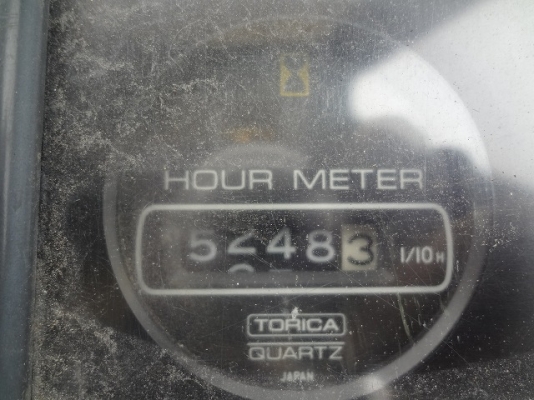 HOUR METER
52483 1/10H
TORICA
QUARTZ
JAPAN